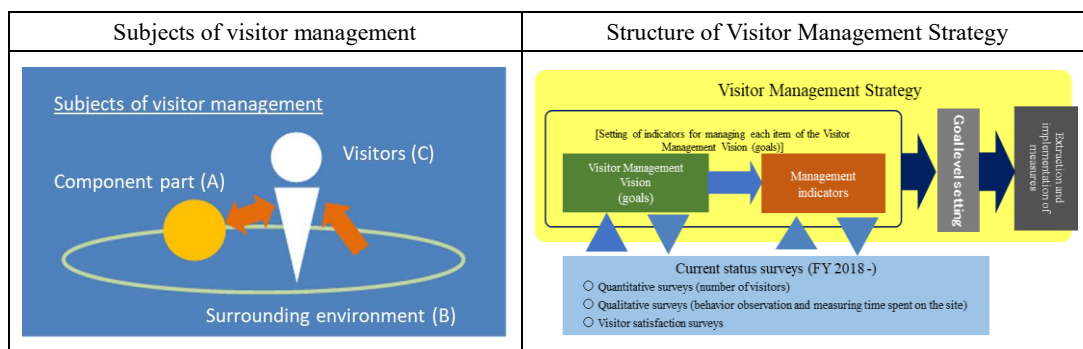 Subjects of visitor management
Structure of Visitor Management Strategy
Subjects of visitor management
Visitors (C)
Component part (A)
Surrounding environment (B)
Visitor Management Strategy
[Setting of indicators for managing each item of the Visitor
Management Vision (goals)]
Visitor Management
Vision
(goals)
Management
indicators
Goal level setting
Extraction and
implementation of
measures
Current status surveys (FY 2018 -)
○ Quantitative surveys (number of visitors)
○ Qualitative surveys (behavior observation and measuring time spent on the site)
○ Visitor satisfaction surveys